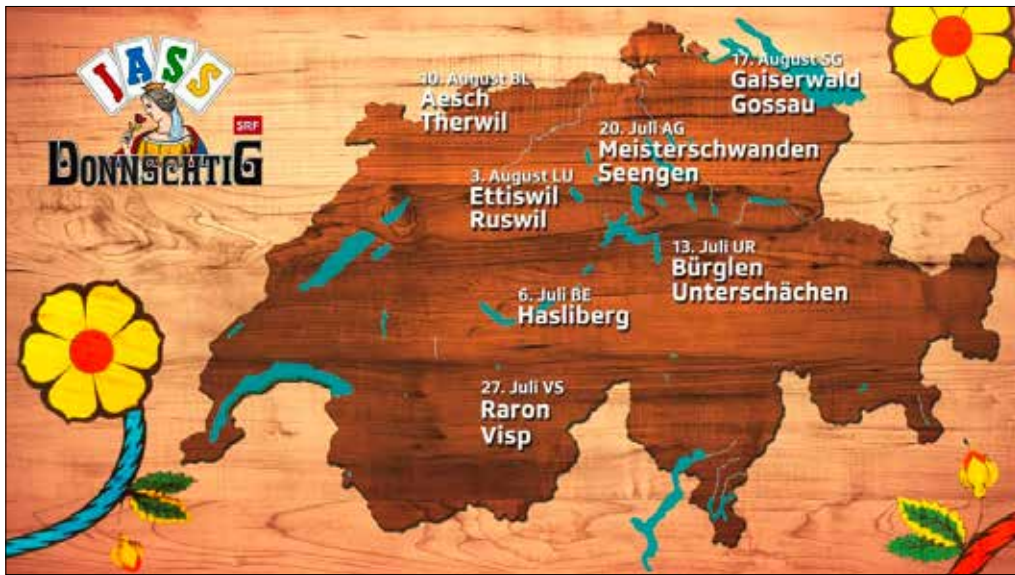 JASS
SRF
DONNSCHTIG
10. August BL
Aesch
Therwil
17. August SG
Gaiserwald
Gossau
20. Juli AG
Meisterschwanden
Seengen
3. August LU
Ettiswil
Ruswil
13. Juli UR
Bürglen
Unterschächen
6. Juli BE
Hasliberg
27. Juli VS
Raron
Visp